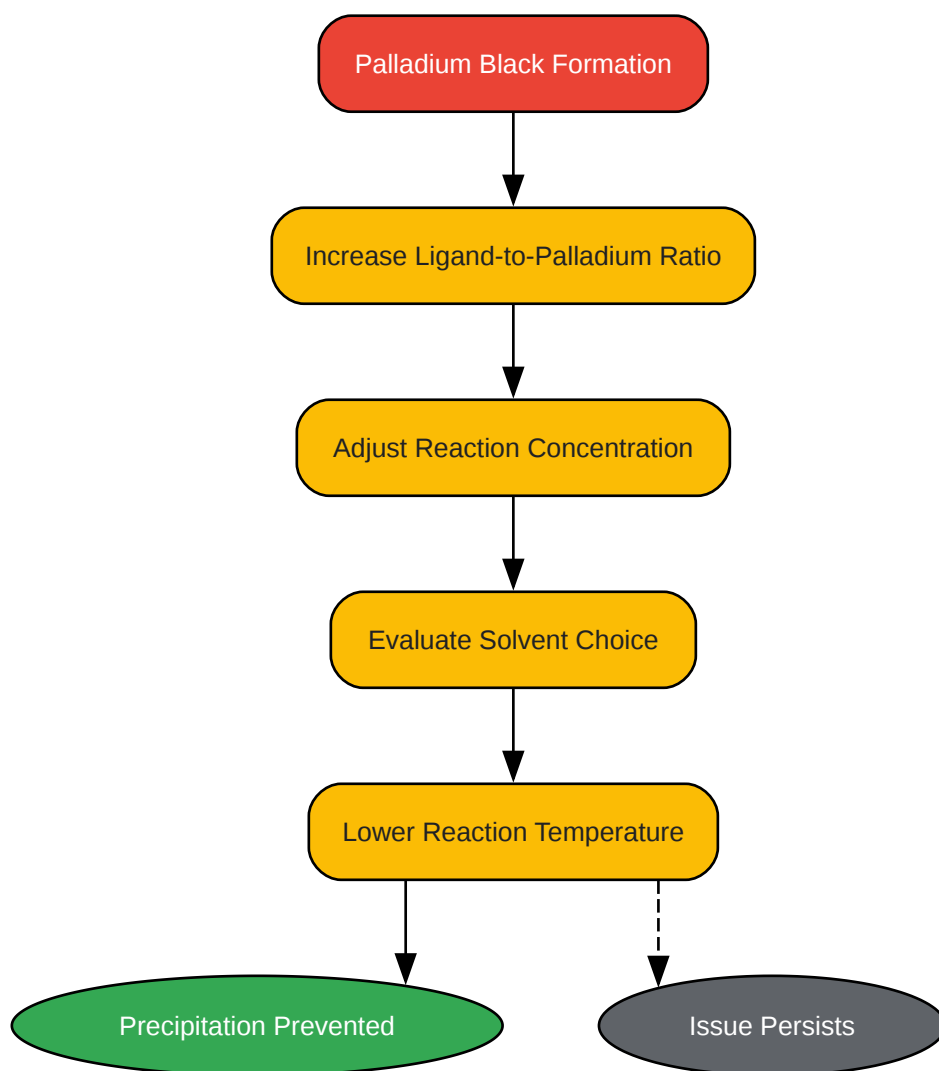 Palladium Black Formation
Increase Ligand-to-Palladium Ratio
Adjust Reaction Concentration
Evaluate Solvent Choice
Lower Reaction Temperature
Precipitation Prevented
Issue Persists